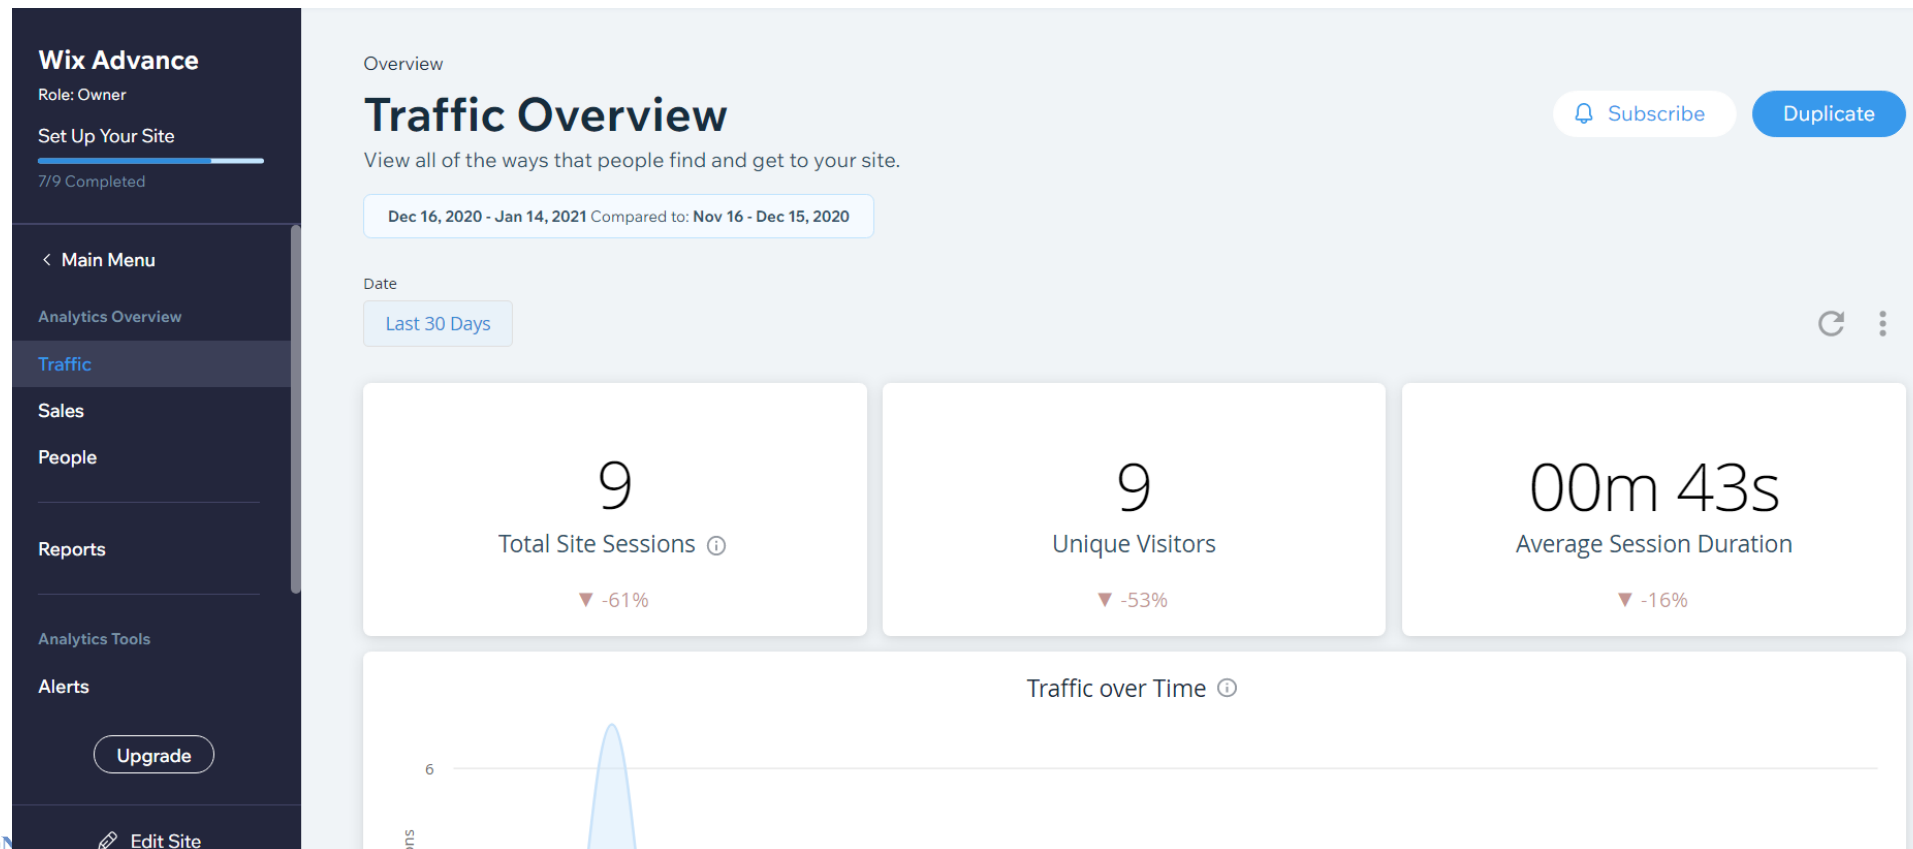 Wix Advance
Role: Owner
Set Up Your Site
7/9 Completed
Main Menu
Analytics Overview
Traffic
Sales
People
Reports
Analytics Tools
Alerts
Upgrade
Edit Site
Overview
Traffic Overview
View all of the ways that people find and get to your site.
Subscribe
Duplicate
Dec 16, 2020 - Jan 14, 2021 Compared to: Nov 16 - Dec 15, 2020
Date
Last 30 Days
9
Total Site Sessions
▼ -61%
9
Unique Visitors
▼ -53%
00m 43s
Average Session Duration
▼ -16%
Traffic over Time
6